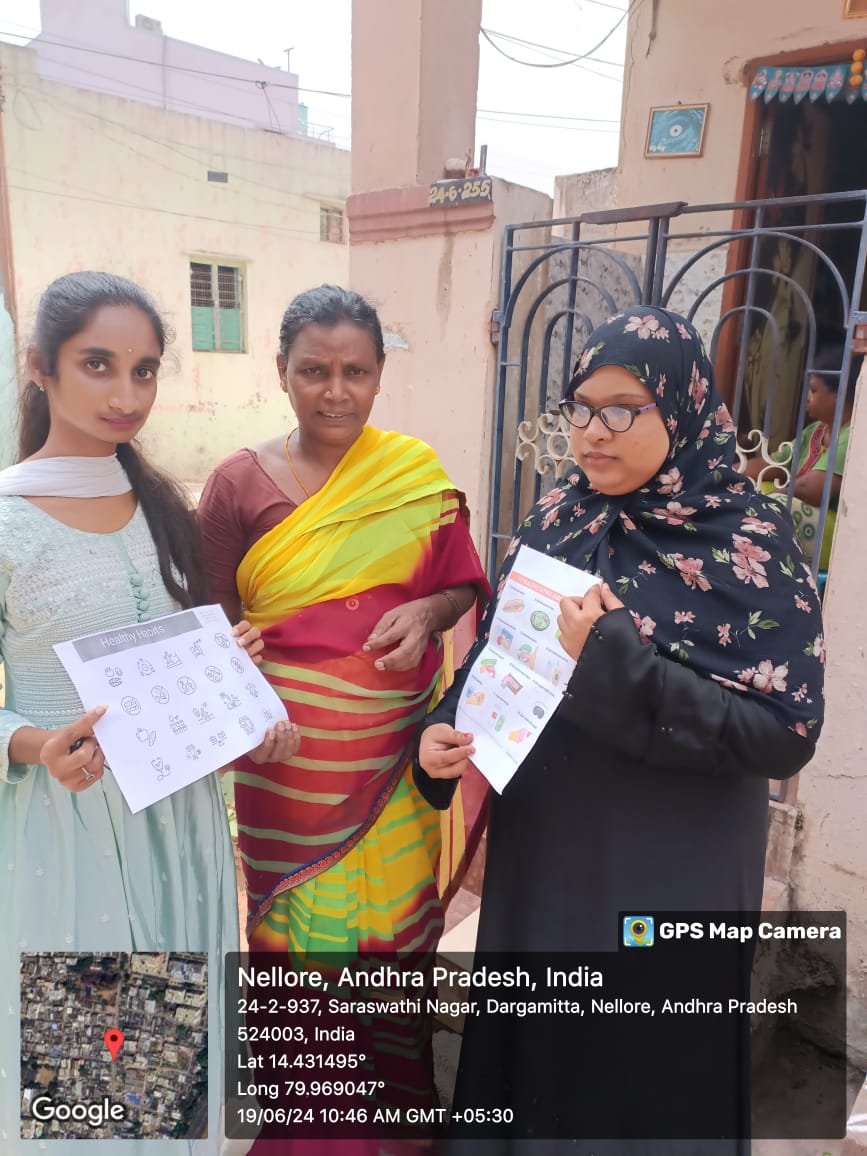 24-6-255
Healthy Habits
HEALTHY EATING
GPS Map Camera
Nellore, Andhra Pradesh, India
24-2-937, Saraswathi Nagar, Dargamitta, Nellore, Andhra Pradesh
524003, India
Lat 14.431495°
Long 79.969047°
19/06/24 10:46 AM GMT +05:30
Google